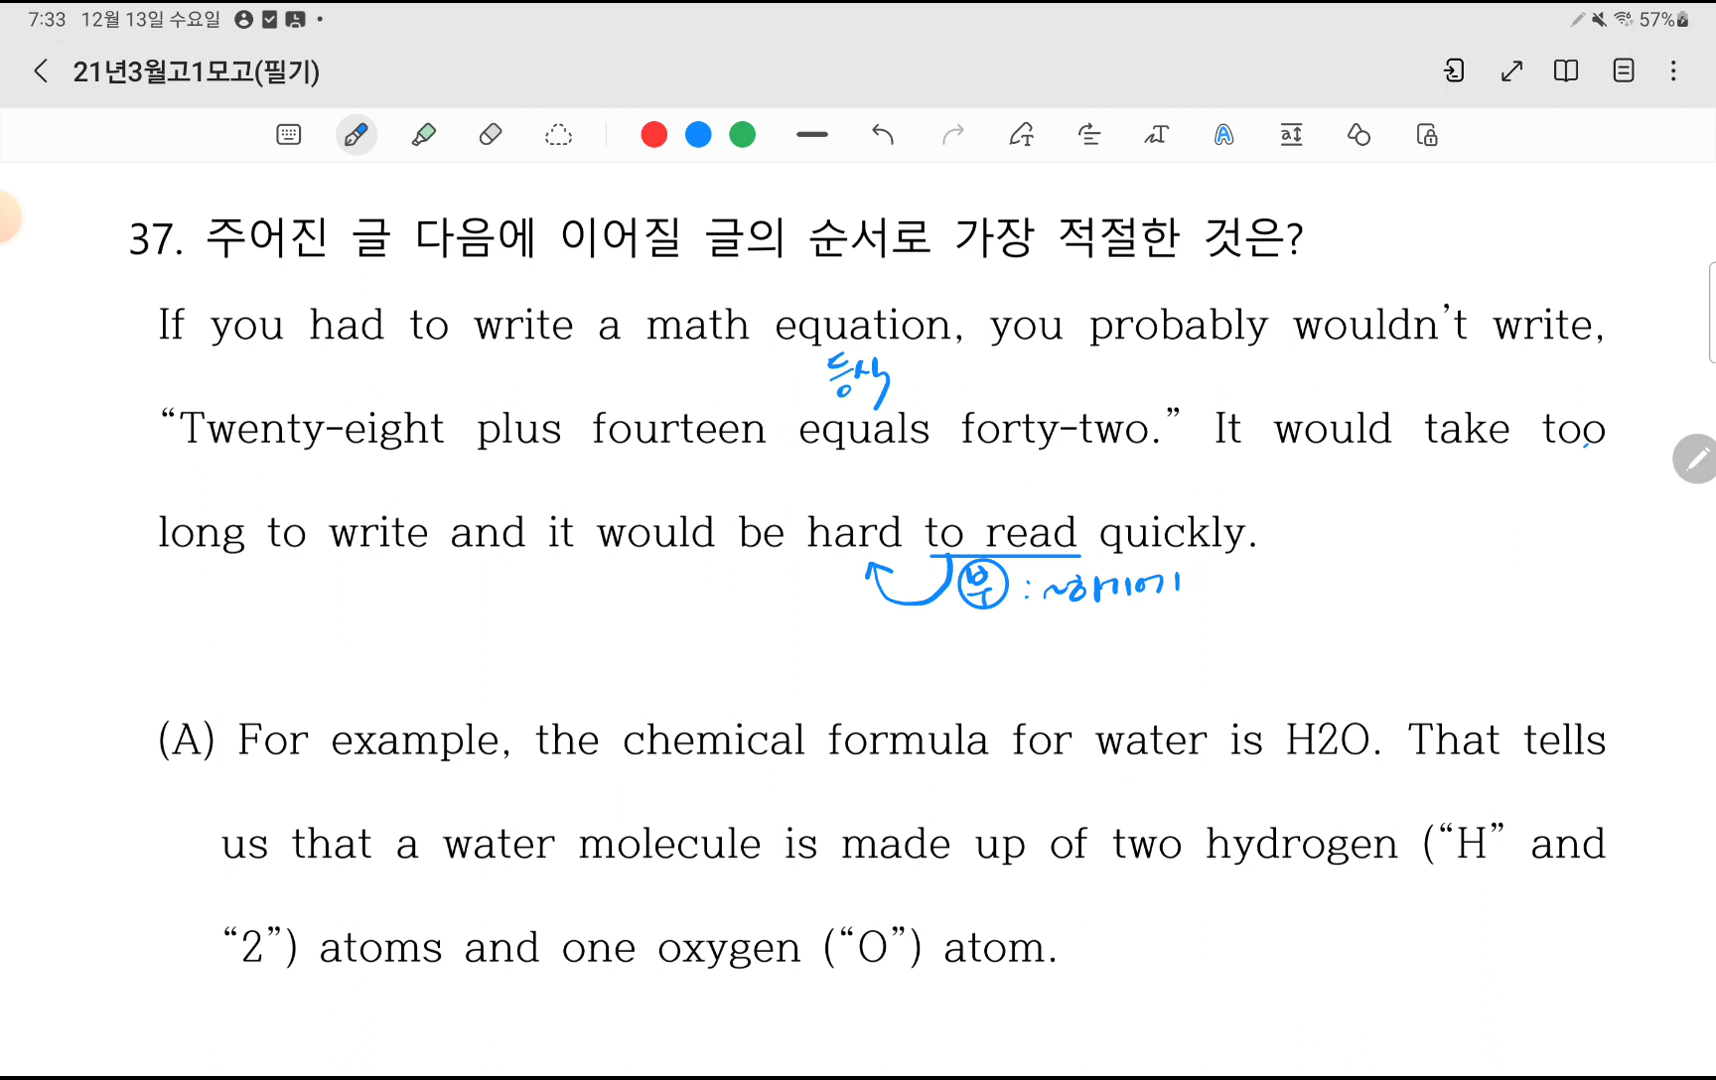 7:33 12월 13일 수요일
57%
21년3월고1모고(필기)
37. 주어진 글 다음에 이어질 글의 순서로 가장 적절한 것은?
If you had to write a math equation, you probably wouldn't write,
등식
“Twenty-eight plus fourteen equals forty-two.” It would take too
long to write and it would be hard to read quickly.
부 : ~하기에
(A) For example, the chemical formula for water is H2O. That tells
us that a water molecule is made up of two hydrogen (“H” and
“2”) atoms and one oxygen (“O”) atom.